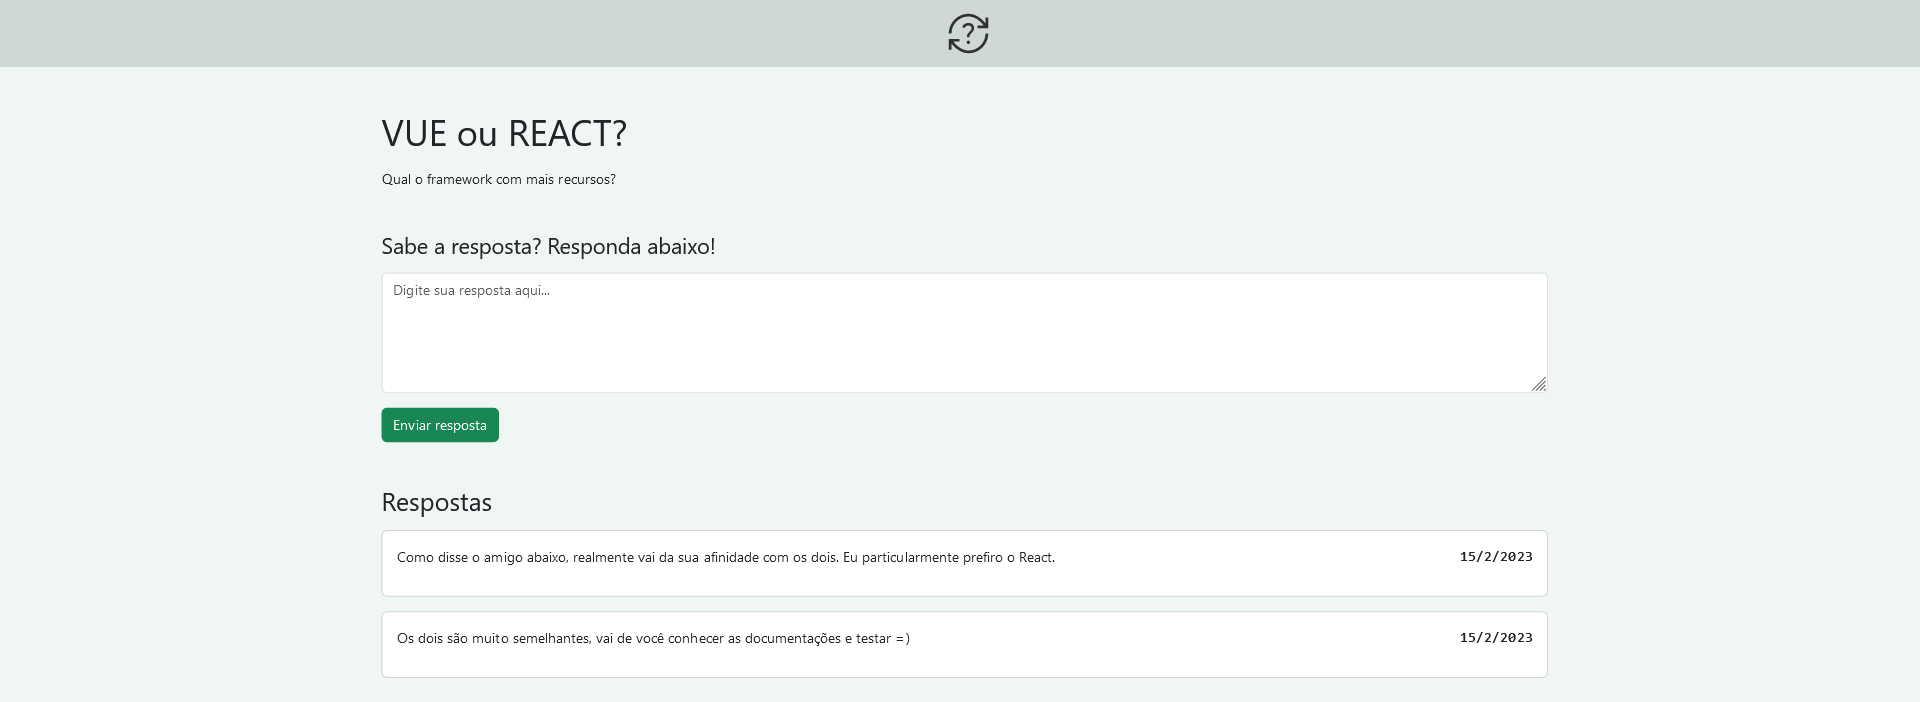 ?
VUE ou REACT?
Qual o framework com mais recursos?
Sabe a resposta? Responda abaixo!
Digite sua resposta aqui...
Enviar resposta
Respostas
Como disse o amigo abaixo, realmente vai da sua afinidade com os dois. Eu particularmente prefiro o React. 15/2/2023
Os dois são muito semelhantes, vai de você conhecer as documentações e testar =) 15/2/2023